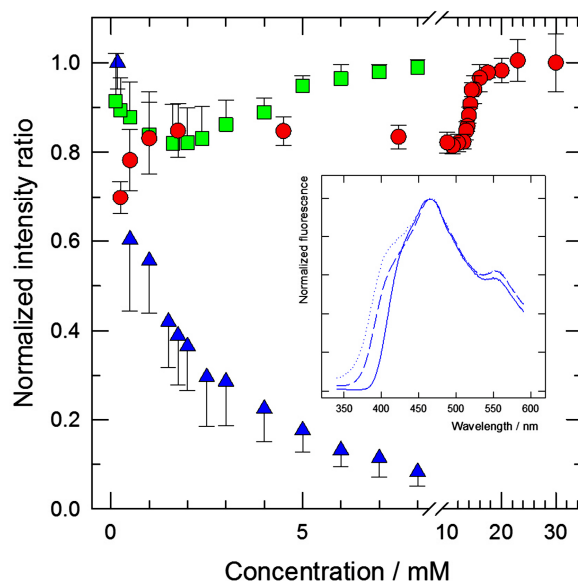 Normalized intensity ratio
1.0
0.8
0.6
0.4
0.2
0.0
Normalized fluorescence
350 400 450 500 550 600
Wavelength / nm
0 5 10 20 30
Concentration / mM